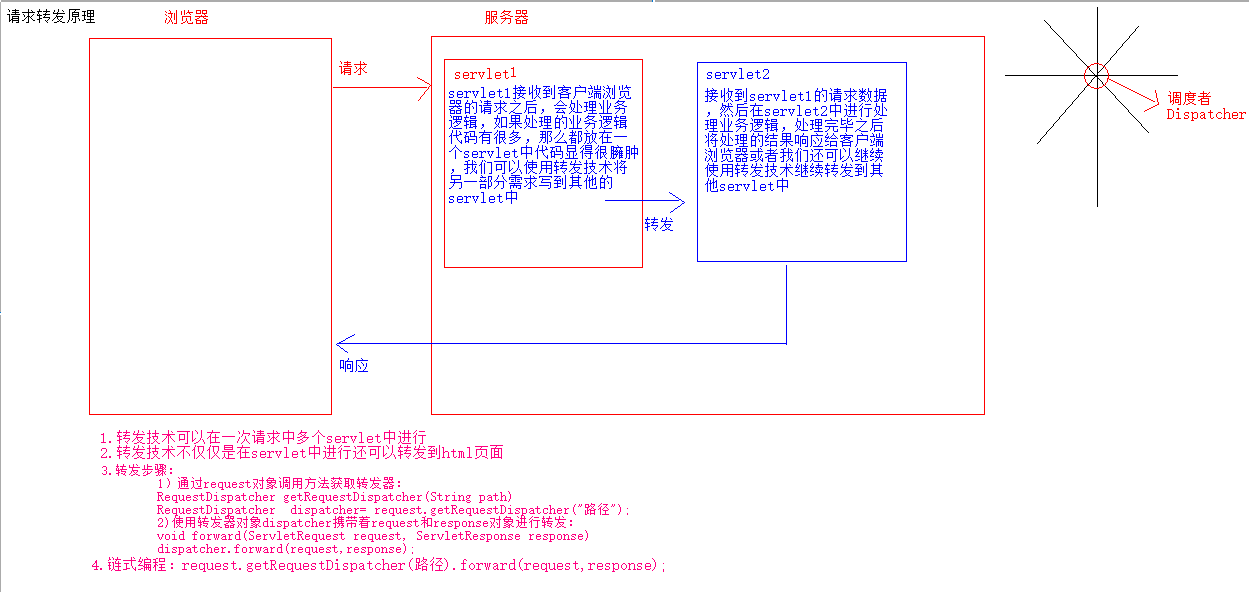 请求转发原理
浏览器
服务器
请求
servlet1
servlet1接收到客户端浏览
器的请求之后，会处理业务
逻辑，如果处理的业务逻辑
代码有很多，那么都放在一
个servlet中代码显得很臃肿
，我们可以使用转发技术将
另一部分需求写到其他的
servlet中
转发
servlet2
接收到servlet1的请求数据
，然后在servlet2中进行处
理业务逻辑，处理完毕之后
将处理的结果响应给客户端
浏览器或者我们还可以继续
使用转发技术继续转发到其
他servlet中
调度者
Dispatcher
响应
1.转发技术可以在一次请求中多个servlet中进行
2.转发技术不仅仅是在servlet中进行还可以转发到html页面
3.转发步骤：
1）通过request对象调用方法获取转发器：
RequestDispatcher getRequestDispatcher(String path)
RequestDispatcher dispatcher= request.getRequestDispatcher("路径");
2)使用转发器对象dispatcher携带着request和response对象进行转发：
void forward(ServletRequest request, ServletResponse response)
dispatcher.forward(request,response);
4.链式编程：request.getRequestDispatcher(路径).forward(request,response);